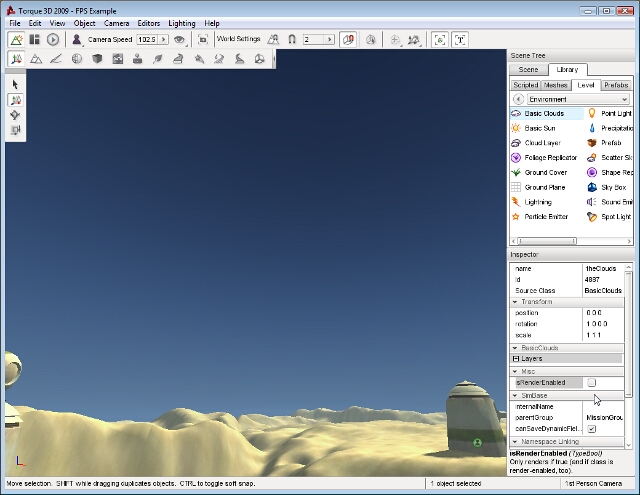 Torque 3D 2009 - FPS Example
File Edit View Object Camera Editors Lighting Help
Camera Speed 102.5 World Settings 2
Scene Tree
Scene Library
Scripted Meshes Level Prefabs
Environment
Basic Clouds Point Light
Basic Sun Precipitatio
Cloud Layer Prefab
Foliage Replicator Scatter Sk
Ground Cover Shape Rep
Ground Plane Sky Box
Lightning Sound Emit
Particle Emitter Spot Light
Inspector
name theClouds
id 4887
Source Class BasicClouds
Transform
position 0 0 0
rotation 1 0 0 0
scale 1 1 1
BasicClouds
Layers
Misc
isRenderEnabled
SimBase
internalName
parentGroup MissionGrou
canSaveDynamicFiel...
Namespace Linking
isRenderEnabled (TypeBool)
Only renders if true (and if class is
render-enabled, too).
Move selection. SHIFT while dragging duplicates objects. CTRL to toggle soft snap. 1 object selected 1st Person Camera